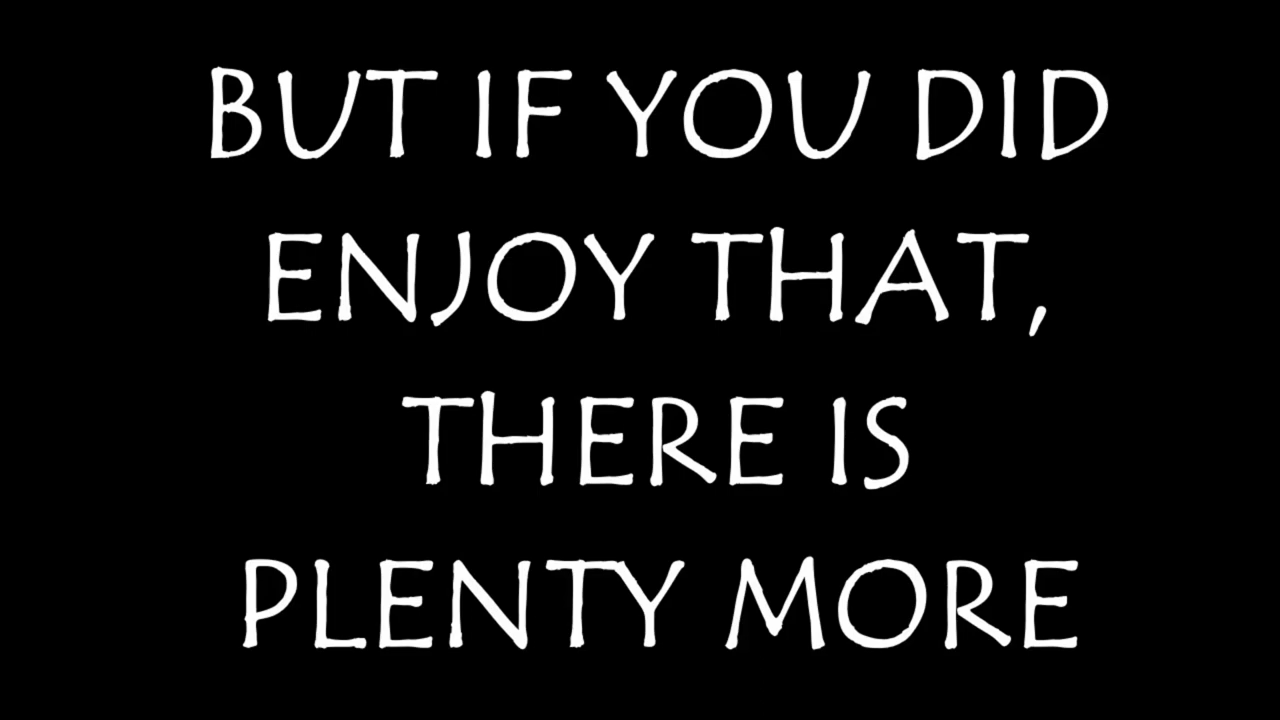 BUT IF YOU DID
ENJOY THAT,
THERE IS
PLENTY MORE